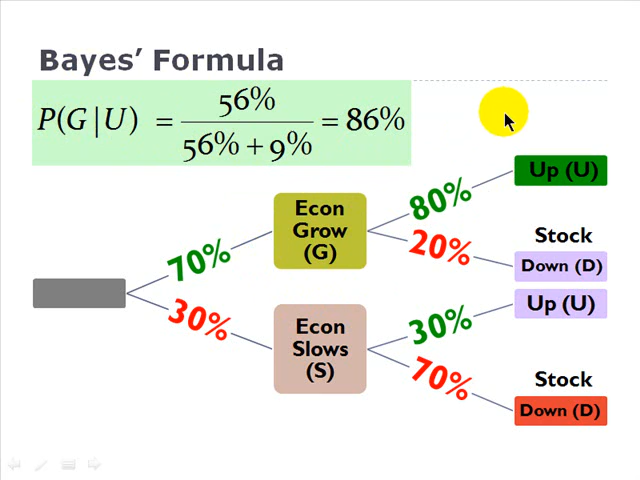 Bayes’ Formula
P(G|U) = 56% / 56% + 9% = 86%
80%
Up (U)
Econ
Grow
(G)
70%
20%
Stock
Down (D)
30%
Econ
Slows
(S)
30%
Up (U)
70%
Stock
Down (D)